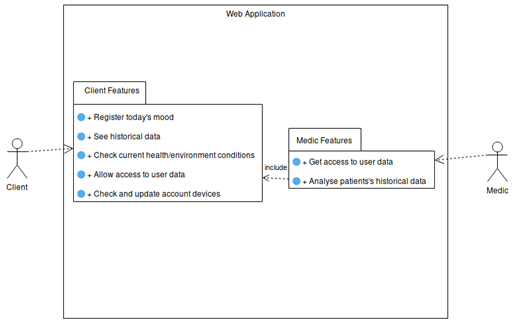 Web Application
Client Features
+ Register today's mood
+ See historical data
+ Check current health/environment conditions
+ Allow access to user data
+ Check and update account devices
Client
include
Medic Features
+ Get access to user data
+ Analyse patients's historical data
Medic